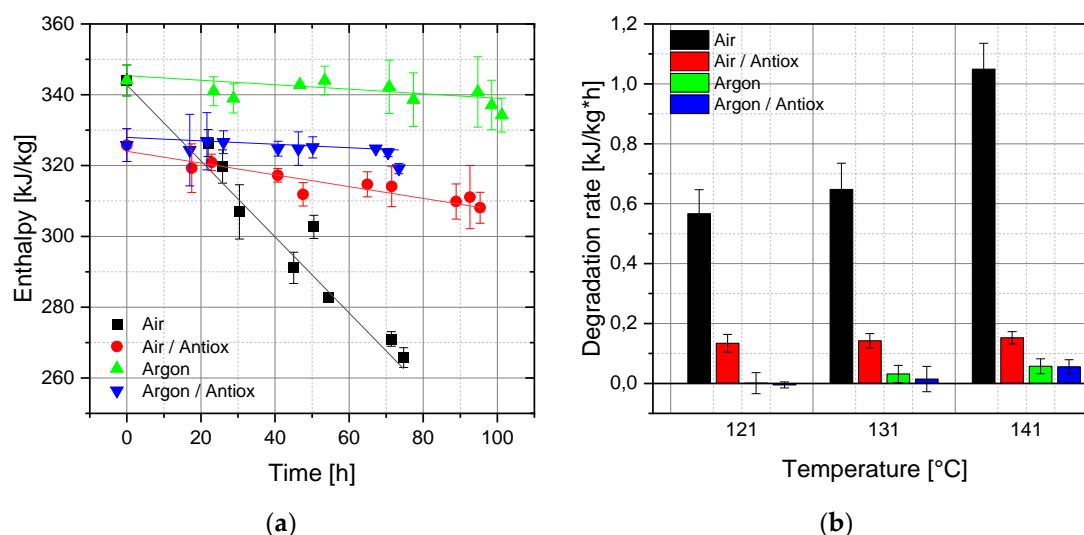 360
340
320
300
280
260
Enthalpy [kJ/kg]
Air
Air / Antiox
Argon
Argon / Antiox
0 20 40 60 80 100
Time [h]
(a)
1,2
1,0
0,8
0,6
0,4
0,2
0,0
Degradation rate [kJ/kg*h]
Air
Air / Antiox
Argon
Argon / Antiox
121 131 141
Temperature [°C]
(b)